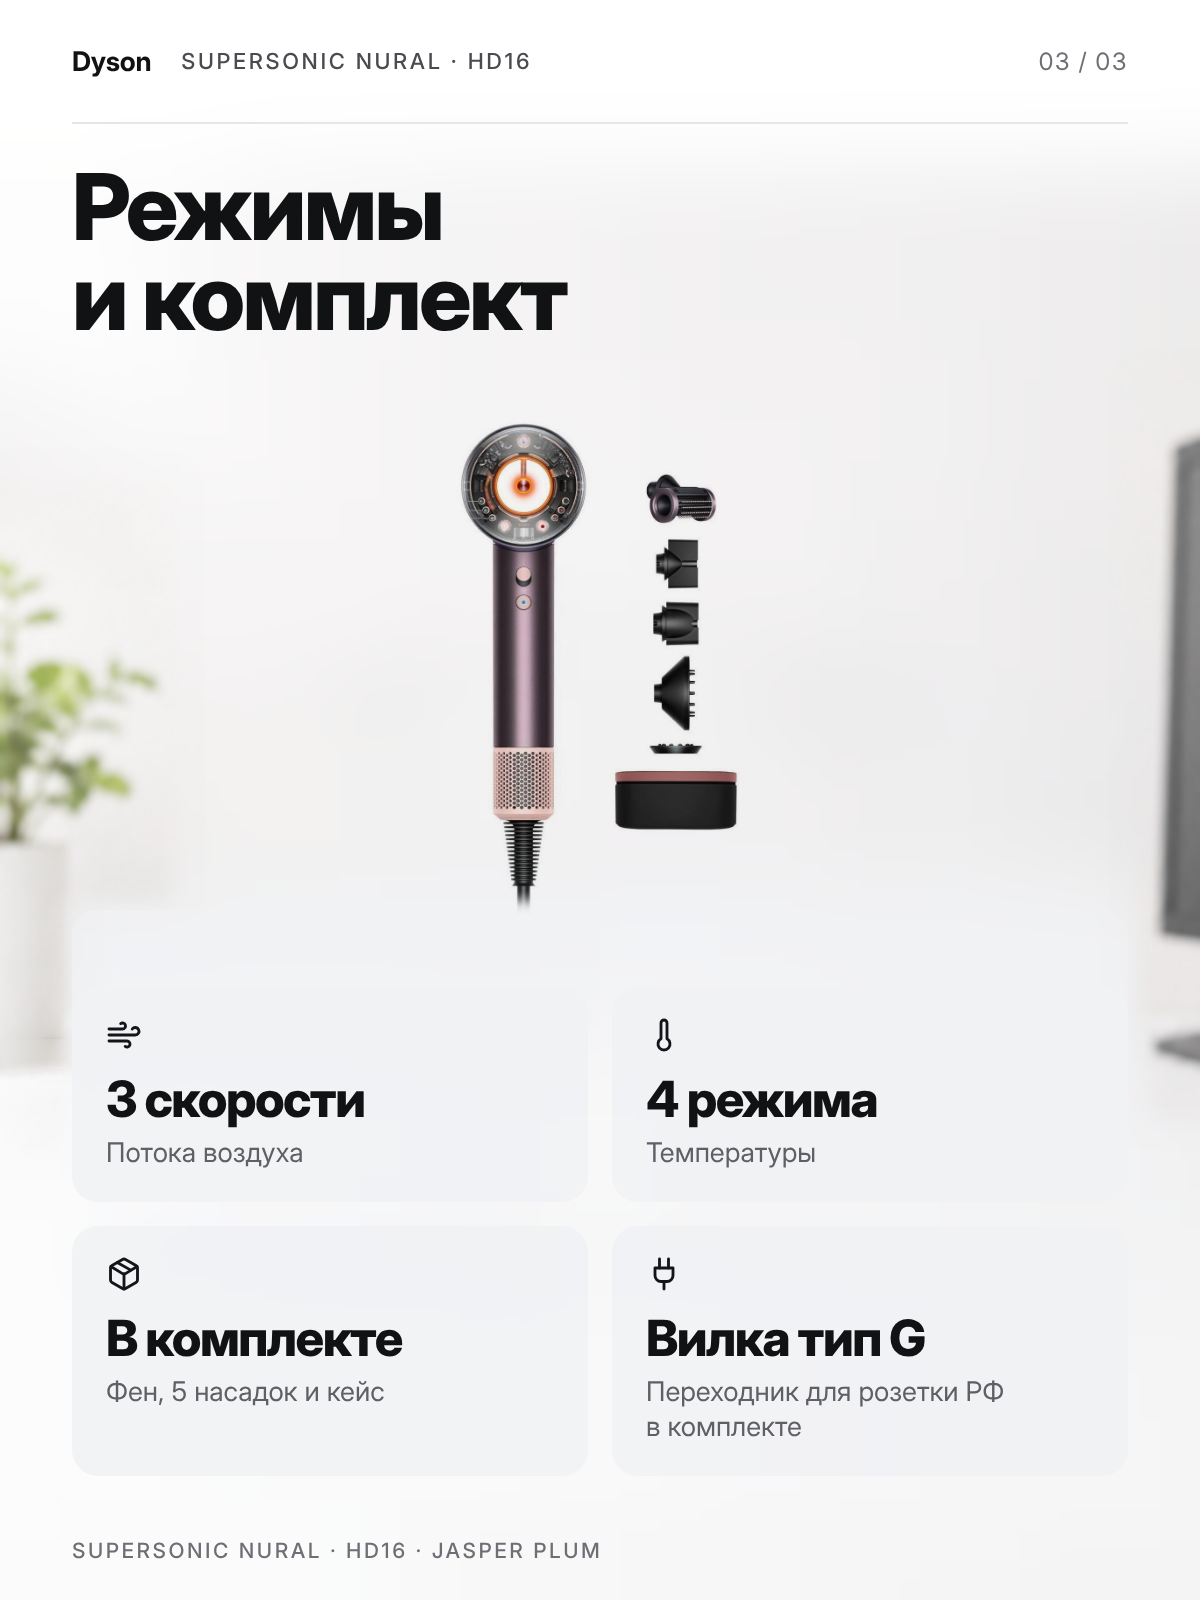 Dyson SUPERSONIC NURAL · HD16 03 / 03
Режимы
и комплект
3 скорости
Потока воздуха
4 режима
Температуры
В комплекте
Фен, 5 насадок и кейс
Вилка тип G
Переходник для розетки РФ
в комплекте
SUPERSONIC NURAL · HD16 · JASPER PLUM